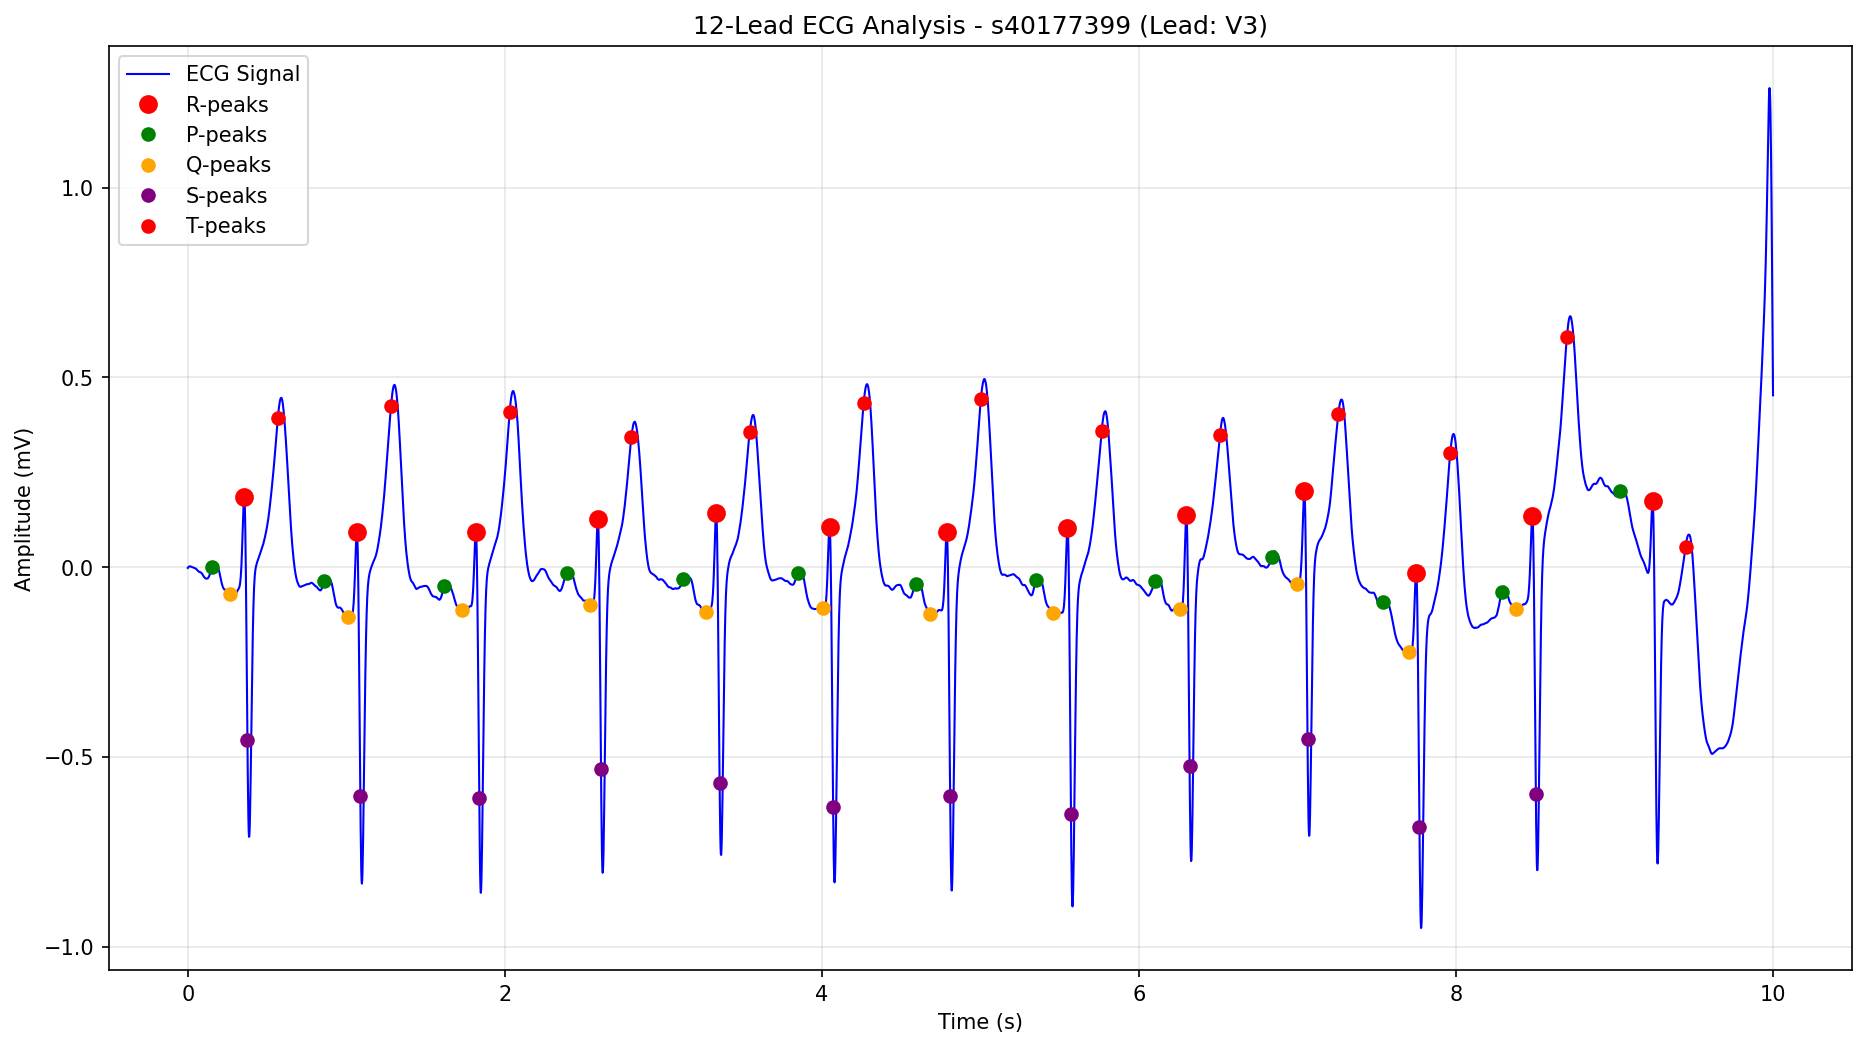 12-Lead ECG Analysis - s40177399 (Lead: V3)
ECG Signal
R-peaks
P-peaks
Q-peaks
S-peaks
T-peaks
Amplitude (mV)
1.0
0.5
0.0
−0.5
−1.0
0 2 4 6 8 10
Time (s)